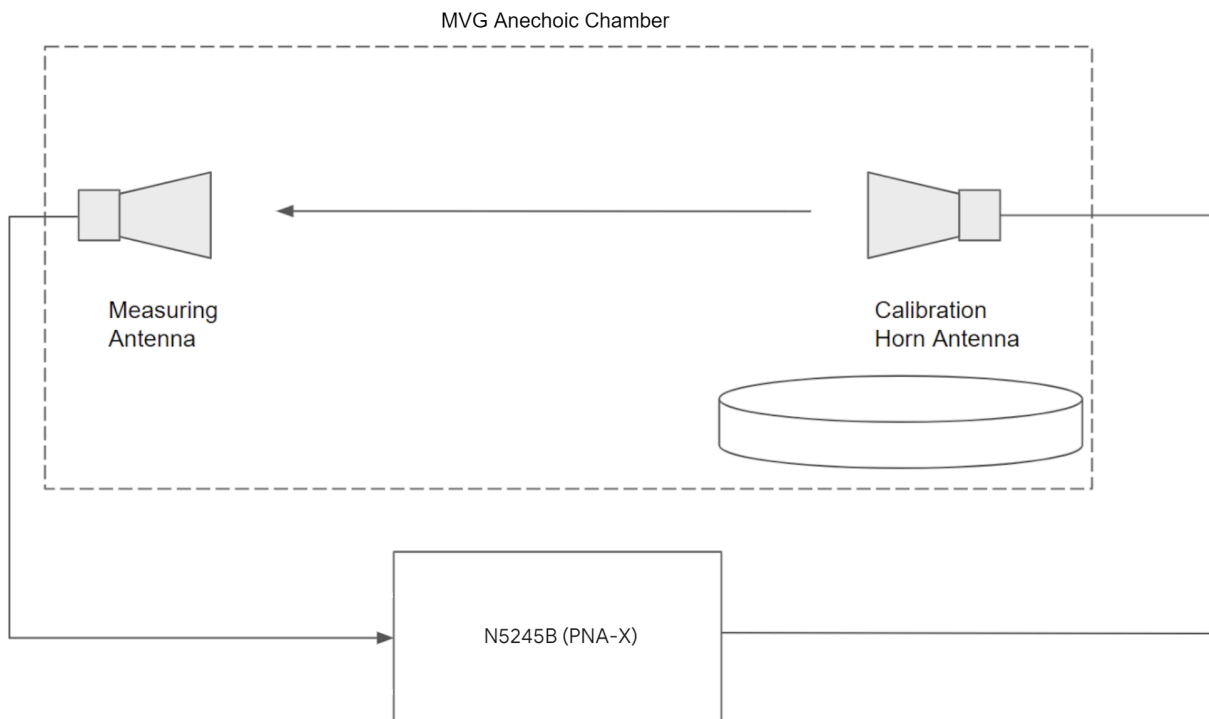 MVG Anechoic Chamber
Measuring
Antenna
Calibration
Horn Antenna
N5245B (PNA-X)